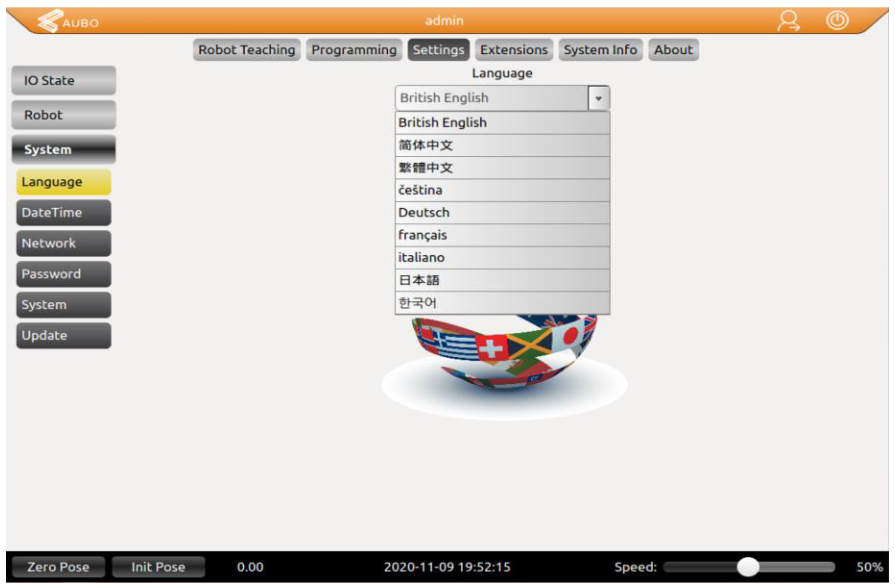 AUBO admin
Robot Teaching Programming Settings Extensions System Info About
IO State
Robot
System
Language
DateTime
Network
Password
System
Update
Language
British English
British English
简体中文
繁體中文
čeština
Deutsch
français
italiano
日本語
한국어
Zero Pose Init Pose 0.00 2020-11-09 19:52:15 Speed: 50%